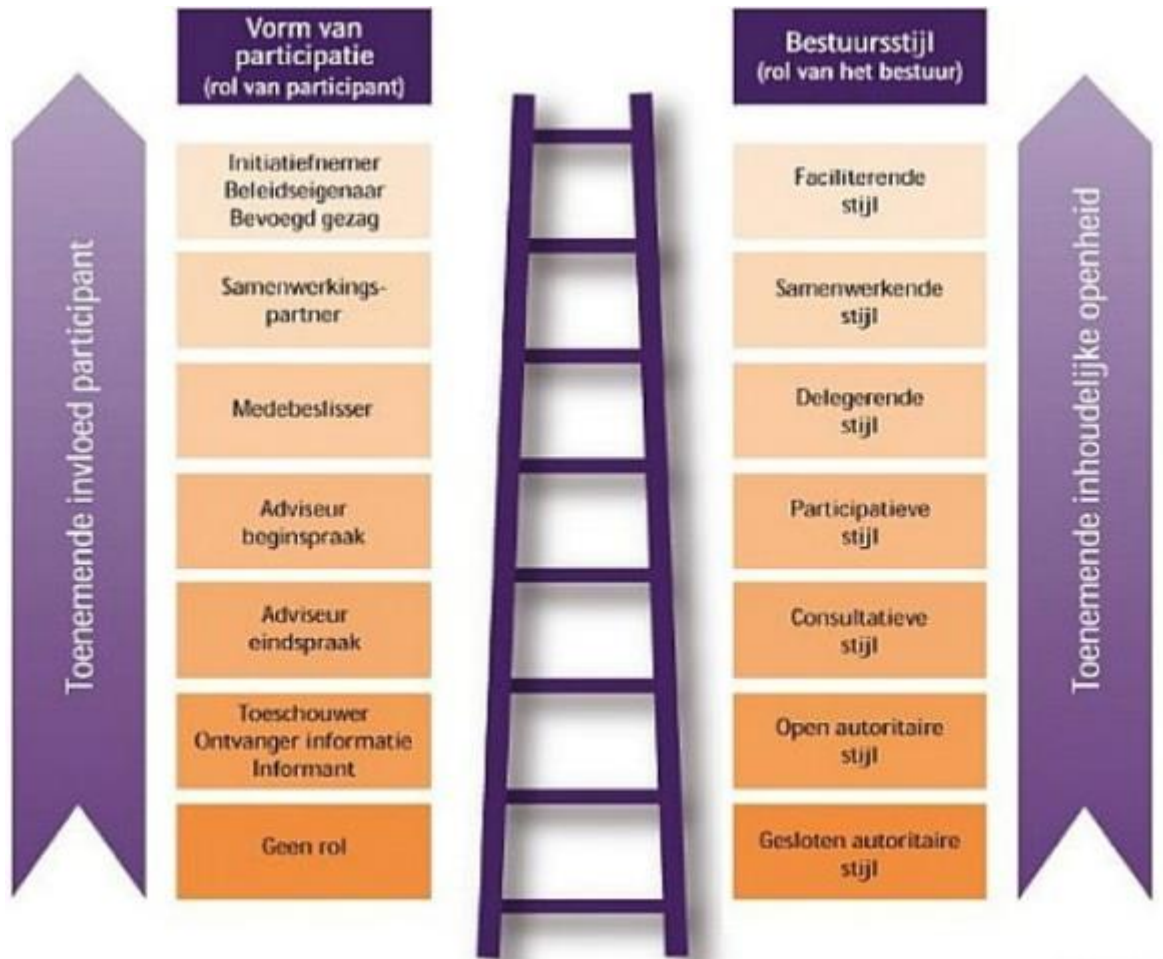 Vorm van
participatie
(rol van participant)
Bestuursstijl
(rol van het bestuur)
Toenemende invloed participant
Initiatiefnemer
Beleidseigenaar
Bevoegd gezag
Faciliterende
stijl
Samenwerkings-
partner
Samenwerkende
stijl
Medebeslisser
Delegerende
stijl
Adviseur
beginspraak
Participatieve
stijl
Adviseur
eindspraak
Consultatieve
stijl
Toeschouwer
Ontvanger informatie
Informant
Open autoritaire
stijl
Geen rol
Gesloten autoritaire
stijl
Toenemende inhoudelijke openheid